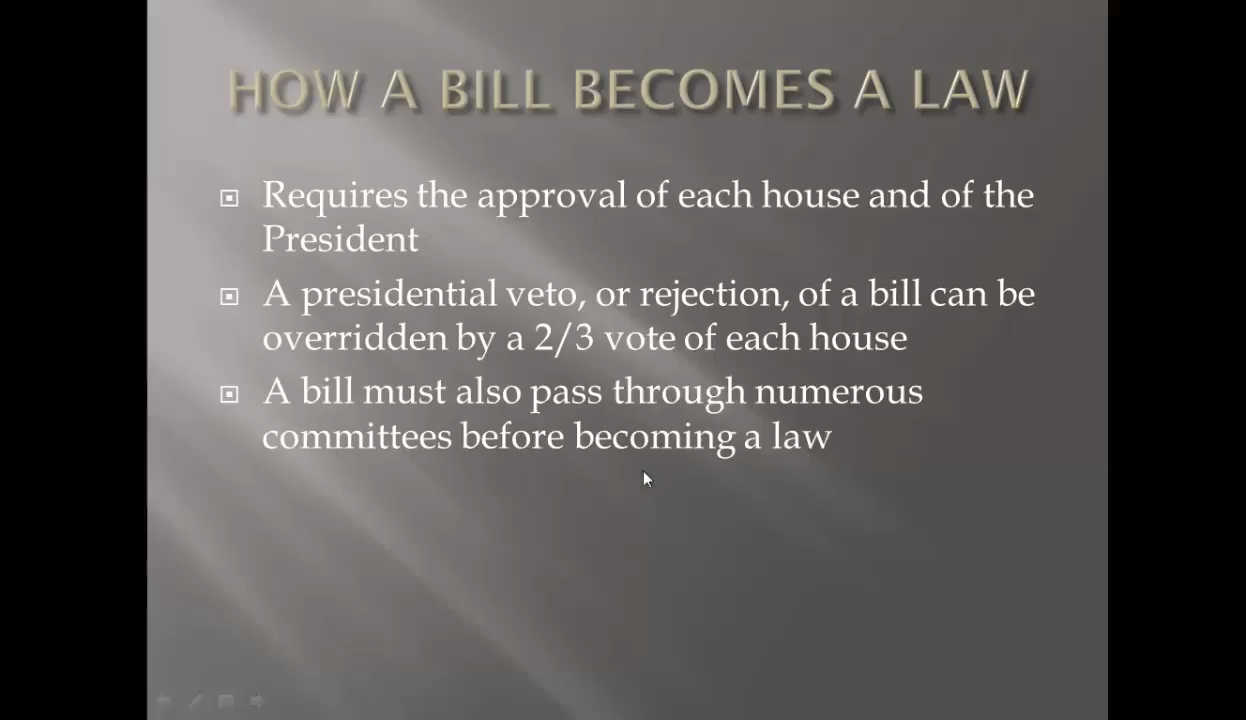 HOW A BILL BECOMES A LAW
Requires the approval of each house and of the
President
A presidential veto, or rejection, of a bill can be
overridden by a 2/3 vote of each house
A bill must also pass through numerous
committees before becoming a law